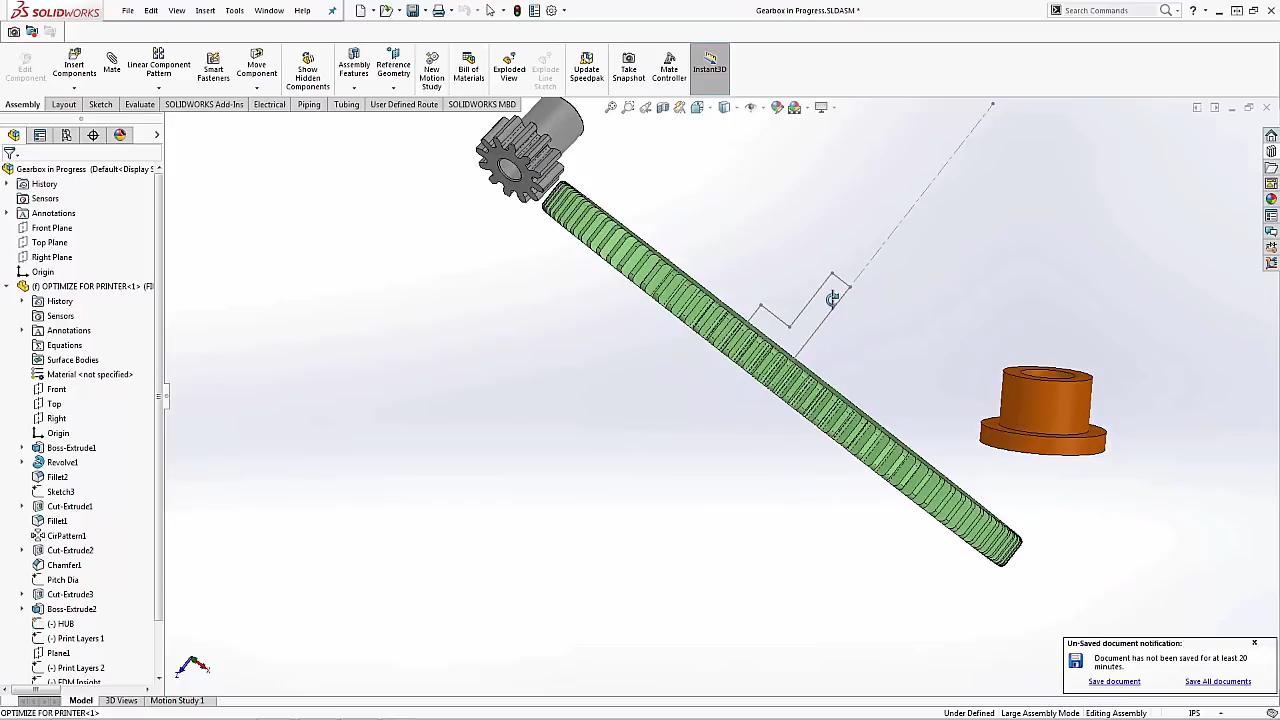 SOLIDWORKS
File
Edit
View
Insert
Tools
Window
Help
Gearbox in Progress.SLDASM *
Search Commands
Edit Component
Insert Components
Mate
Linear Component Pattern
Smart Fasteners
Move Component
Show Hidden Components
Assembly Features
Reference Geometry
New Motion Study
Bill of Materials
Exploded View
Explode Line Sketch
Update Speedpak
Take Snapshot
Mate Controller
Instant3D
Assembly
Layout
Sketch
Evaluate
SOLIDWORKS Add-Ins
Electrical
Piping
Tubing
User Defined Route
SOLIDWORKS MBD
Gearbox in Progress (Default<Display S
History
Sensors
Annotations
Front Plane
Top Plane
Right Plane
Origin
(f) OPTIMIZE FOR PRINTER<1> (FI
History
Sensors
Annotations
Equations
Surface Bodies
Material <not specified>
Front
Top
Right
Origin
Boss-Extrude1
Revolve1
Fillet2
Sketch3
Cut-Extrude1
Fillet1
CirPattern1
Cut-Extrude2
Chamfer1
Pitch Dia
Cut-Extrude3
Boss-Extrude2
(-) HUB
(-) Print Layers 1
Plane1
(-) Print Layers 2
(-) FDM Insight
Model
3D Views
Motion Study 1
Un-Saved document notification:
Document has not been saved for at least 20
minutes.
Save document
Save All documents
OPTIMIZE FOR PRINTER<1>
Under Defined
Large Assembly Mode
Editing Assembly
IPS